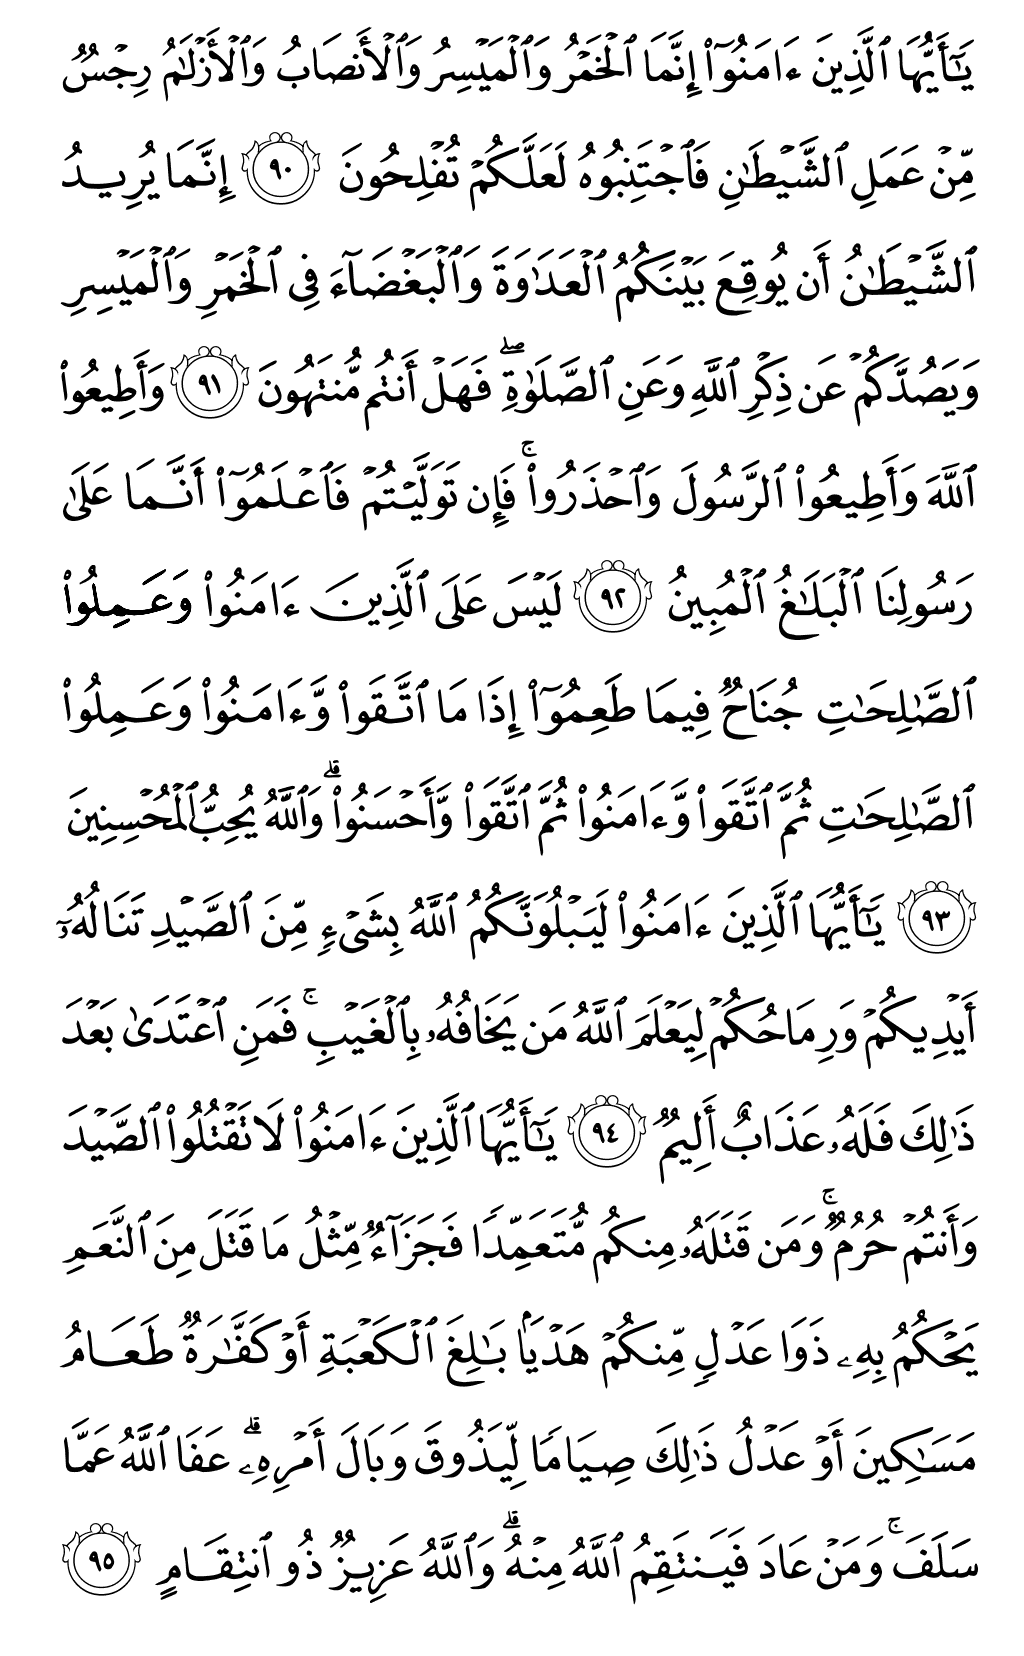 يَٰٓأَيُّهَا ٱلَّذِينَ ءَامَنُوٓا۟ إِنَّمَا ٱلْخَمْرُ وَٱلْمَيْسِرُ وَٱلْأَنصَابُ وَٱلْأَزْلَٰمُ رِجْسٌ
مِّنْ عَمَلِ ٱلشَّيْطَٰنِ فَٱجْتَنِبُوهُ لَعَلَّكُمْ تُفْلِحُونَ ٩٠ إِنَّمَا يُرِيدُ
ٱلشَّيْطَٰنُ أَن يُوقِعَ بَيْنَكُمُ ٱلْعَدَٰوَةَ وَٱلْبَغْضَآءَ فِى ٱلْخَمْرِ وَٱلْمَيْسِرِ
وَيَصُدَّكُمْ عَن ذِكْرِ ٱللَّهِ وَعَنِ ٱلصَّلَوٰةِ ۖ فَهَلْ أَنتُم مُّنتَهُونَ ٩١ وَأَطِيعُوا۟
ٱللَّهَ وَأَطِيعُوا۟ ٱلرَّسُولَ وَٱحْذَرُوا۟ ۚ فَإِن تَوَلَّيْتُمْ فَٱعْلَمُوٓا۟ أَنَّمَا عَلَىٰ
رَسُولِنَا ٱلْبَلَٰغُ ٱلْمُبِينُ ٩٢ لَيْسَ عَلَى ٱلَّذِينَ ءَامَنُوا۟ وَعَمِلُوا۟
ٱلصَّٰلِحَٰتِ جُنَاحٌ فِيمَا طَعِمُوٓا۟ إِذَا مَا ٱتَّقَوا۟ وَّءَامَنُوا۟ وَعَمِلُوا۟
ٱلصَّٰلِحَٰتِ ثُمَّ ٱتَّقَوا۟ وَّءَامَنُوا۟ ثُمَّ ٱتَّقَوا۟ وَّأَحْسَنُوا۟ ۗ وَٱللَّهُ يُحِبُّ ٱلْمُحْسِنِينَ
٩٣ يَٰٓأَيُّهَا ٱلَّذِينَ ءَامَنُوا۟ لَيَبْلُوَنَّكُمُ ٱللَّهُ بِشَىْءٍ مِّنَ ٱلصَّيْدِ تَنَالُهُۥٓ
أَيْدِيكُمْ وَرِمَاحُكُمْ لِيَعْلَمَ ٱللَّهُ مَن يَخَافُهُۥ بِٱلْغَيْبِ ۚ فَمَنِ ٱعْتَدَىٰ بَعْدَ
ذَٰلِكَ فَلَهُۥ عَذَابٌ أَلِيمٌ ٩٤ يَٰٓأَيُّهَا ٱلَّذِينَ ءَامَنُوا۟ لَا تَقْتُلُوا۟ ٱلصَّيْدَ
وَأَنتُمْ حُرُمٌ ۚ وَمَن قَتَلَهُۥ مِنكُم مُّتَعَمِّدًا فَجَزَآءٌ مِّثْلُ مَا قَتَلَ مِنَ ٱلنَّعَمِ
يَحْكُمُ بِهِۦ ذَوَا عَدْلٍ مِّنكُمْ هَدْيًۢا بَٰلِغَ ٱلْكَعْبَةِ أَوْ كَفَّٰرَةٌ طَعَامُ
مَسَٰكِينَ أَوْ عَدْلُ ذَٰلِكَ صِيَامًا لِّيَذُوقَ وَبَالَ أَمْرِهِۦ ۗ عَفَا ٱللَّهُ عَمَّا
سَلَفَ ۚ وَمَنْ عَادَ فَيَنتَقِمُ ٱللَّهُ مِنْهُ ۗ وَٱللَّهُ عَزِيزٌ ذُو ٱنتِقَامٍ ٩٥